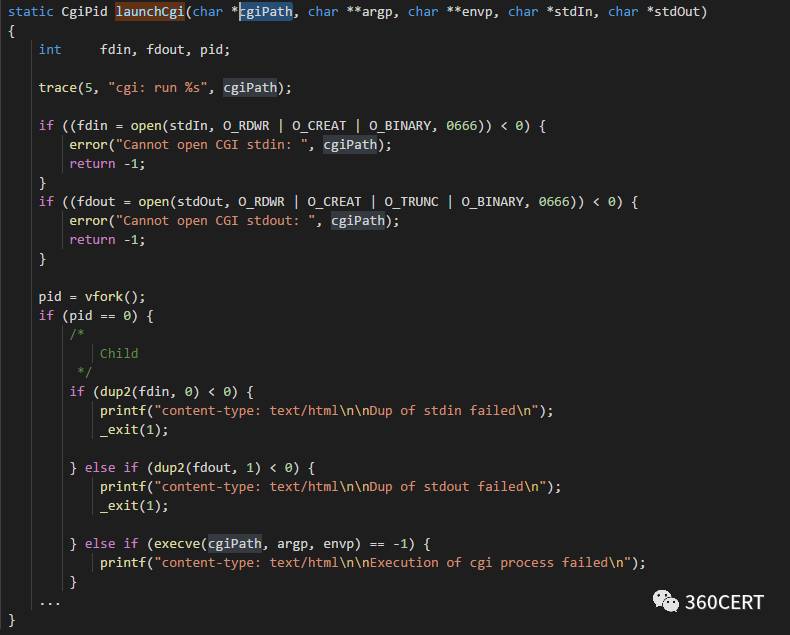 static CgiPid launchCgi(char *cgiPath, char **argp, char **envp, char *stdIn, char *stdOut)
{
int fdin, fdout, pid;
trace(5, "cgi: run %s", cgiPath);
if ((fdin = open(stdIn, O_RDWR | O_CREAT | O_BINARY, 0666)) < 0) {
error("Cannot open CGI stdin: ", cgiPath);
return -1;
}
if ((fdout = open(stdOut, O_RDWR | O_CREAT | O_TRUNC | O_BINARY, 0666)) < 0) {
error("Cannot open CGI stdout: ", cgiPath);
return -1;
}
pid = vfork();
if (pid == 0) {
/*
Child
*/
if (dup2(fdin, 0) < 0) {
printf("content-type: text/html\n\nDup of stdin failed\n");
_exit(1);
} else if (dup2(fdout, 1) < 0) {
printf("content-type: text/html\n\nDup of stdout failed\n");
_exit(1);
} else if (execve(cgiPath, argp, envp) == -1) {
printf("content-type: text/html\n\nExecution of cgi process failed\n");
}
...
}
360CERT